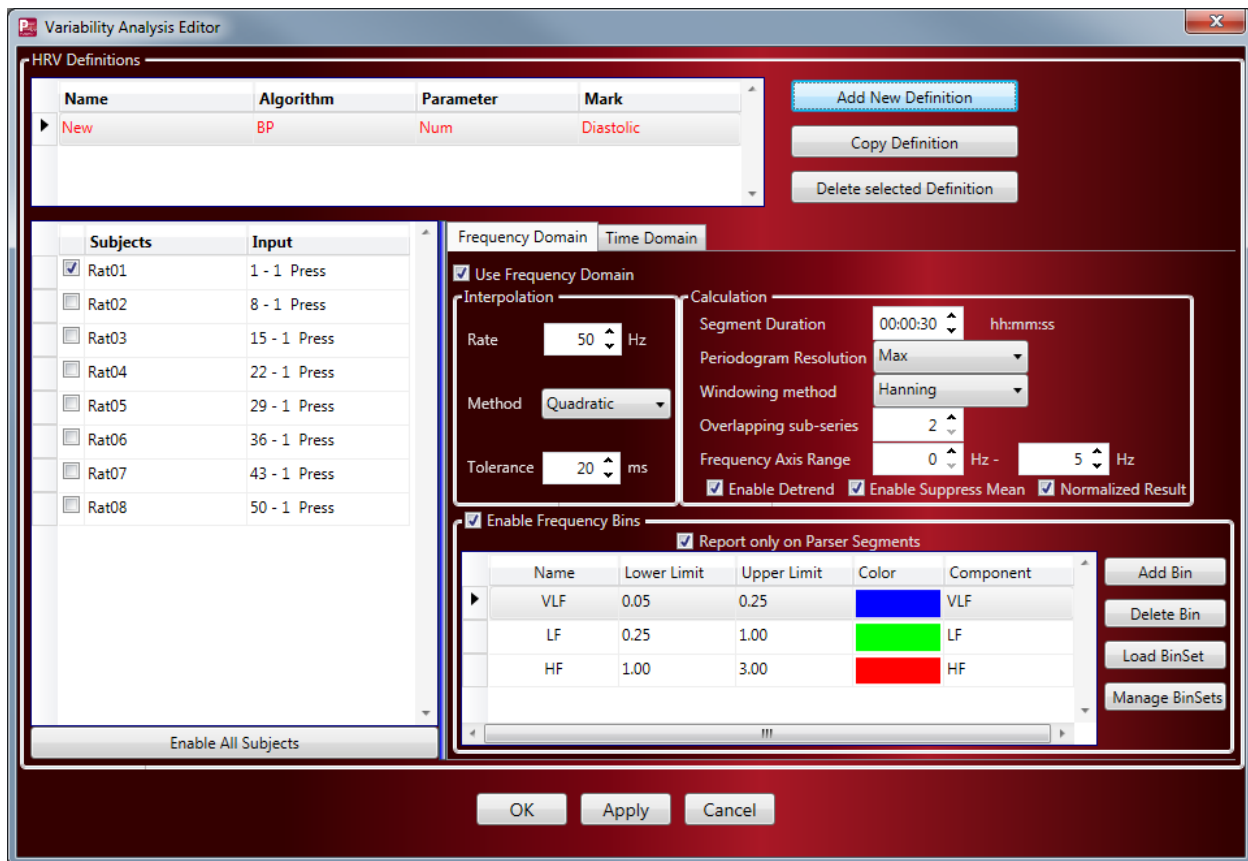 Variability Analysis Editor
HRV Definitions
Name Algorithm Parameter Mark
New BP Num Diastolic
Add New Definition
Copy Definition
Delete selected Definition
Subjects Input
Rat01 1 - 1 Press
Rat02 8 - 1 Press
Rat03 15 - 1 Press
Rat04 22 - 1 Press
Rat05 29 - 1 Press
Rat06 36 - 1 Press
Rat07 43 - 1 Press
Rat08 50 - 1 Press
Enable All Subjects
Frequency Domain Time Domain
Use Frequency Domain
Interpolation
Rate 50 Hz
Method Quadratic
Tolerance 20 ms
Calculation
Segment Duration 00:00:30 hh:mm:ss
Periodogram Resolution Max
Windowing method Hanning
Overlapping sub-series 2
Frequency Axis Range 0 Hz - 5 Hz
Enable Detrend Enable Suppress Mean Normalized Result
Enable Frequency Bins
Report only on Parser Segments
Name Lower Limit Upper Limit Color Component
VLF 0.05 0.25 VLF
LF 0.25 1.00 LF
HF 1.00 3.00 HF
Add Bin
Delete Bin
Load BinSet
Manage BinSets
OK Apply Cancel